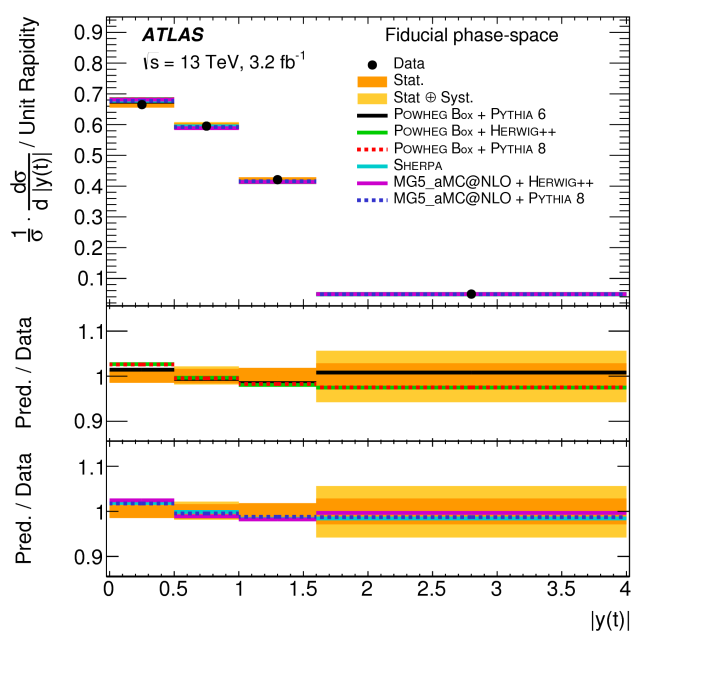 ATLAS
√s = 13 TeV, 3.2 fb⁻¹
Fiducial phase-space
Data
Stat.
Stat ⊕ Syst.
POWHEG BOX + PYTHIA 6
POWHEG BOX + HERWIG++
POWHEG BOX + PYTHIA 8
SHERPA
MG5_aMC@NLO + HERWIG++
MG5_aMC@NLO + PYTHIA 8
1/σ · dσ/d |y(t)| / Unit Rapidity
0.9
0.8
0.7
0.6
0.5
0.4
0.3
0.2
0.1
Pred. / Data
1.1
1
0.9
Pred. / Data
1.1
1
0.9
0 0.5 1 1.5 2 2.5 3 3.5 4
|y(t)|